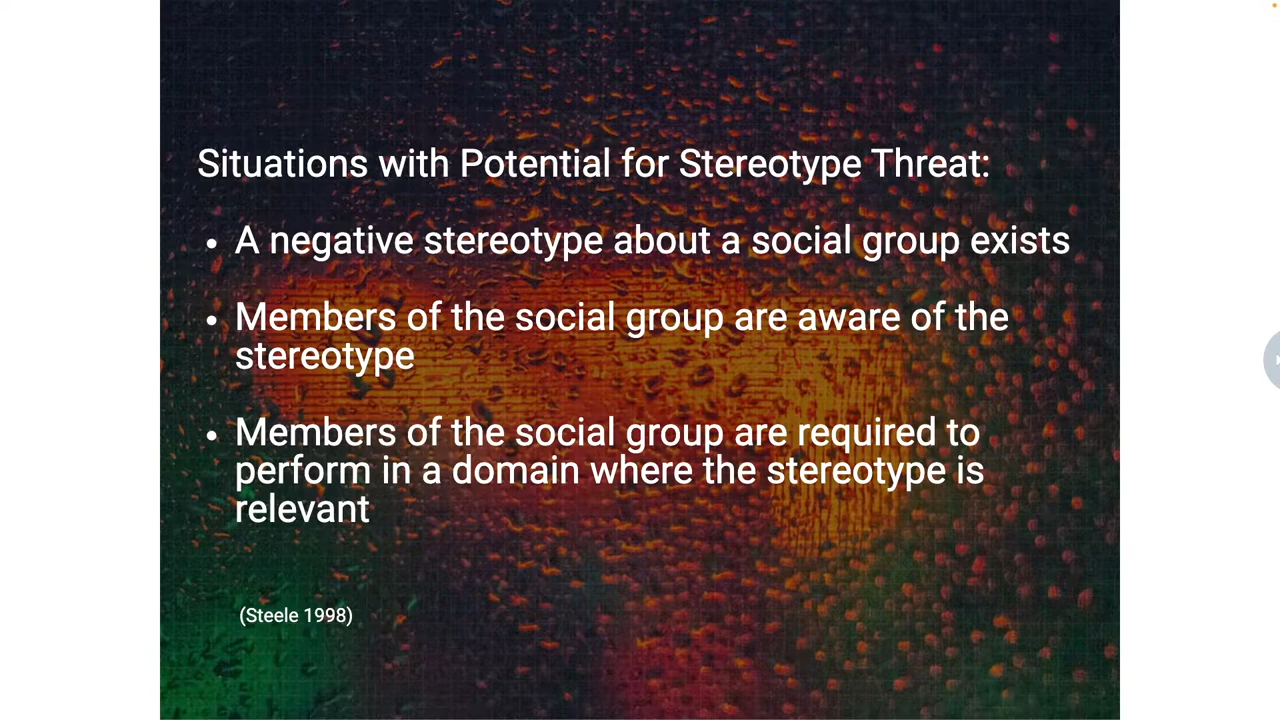 Situations with Potential for Stereotype Threat:
• A negative stereotype about a social group exists
• Members of the social group are aware of the
stereotype
• Members of the social group are required to
perform in a domain where the stereotype is
relevant
(Steele 1998)